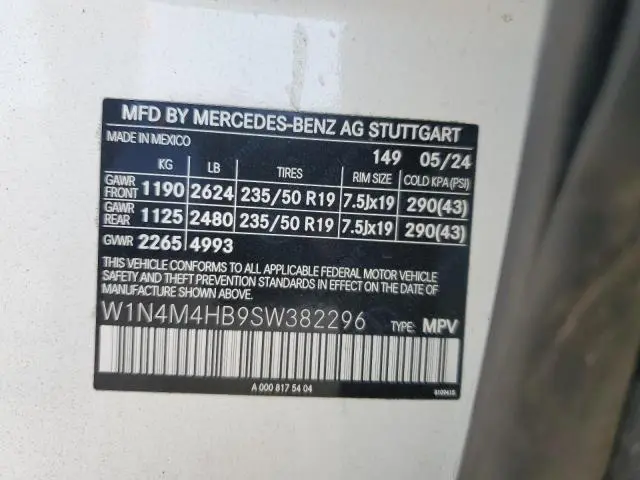 MFD BY MERCEDES-BENZ AG STUTTGART
MADE IN MEXICO
149 05/24
KG LB TIRES RIM SIZE COLD KPA (PSI)
GAWR FRONT 1190 2624 235/50 R19 7.5Jx19 290(43)
GAWR REAR 1125 2480 235/50 R19 7.5Jx19 290(43)
GVWR 2265 4993
THIS VEHICLE CONFORMS TO ALL APPLICABLE FEDERAL MOTOR VEHICLE
SAFETY AND THEFT PREVENTION STANDARDS IN EFFECT ON THE DATE OF
MANUFACTURE SHOWN ABOVE.
W1N4M4HB9SW382296 TYPE: MPV
A 000 817 54 04